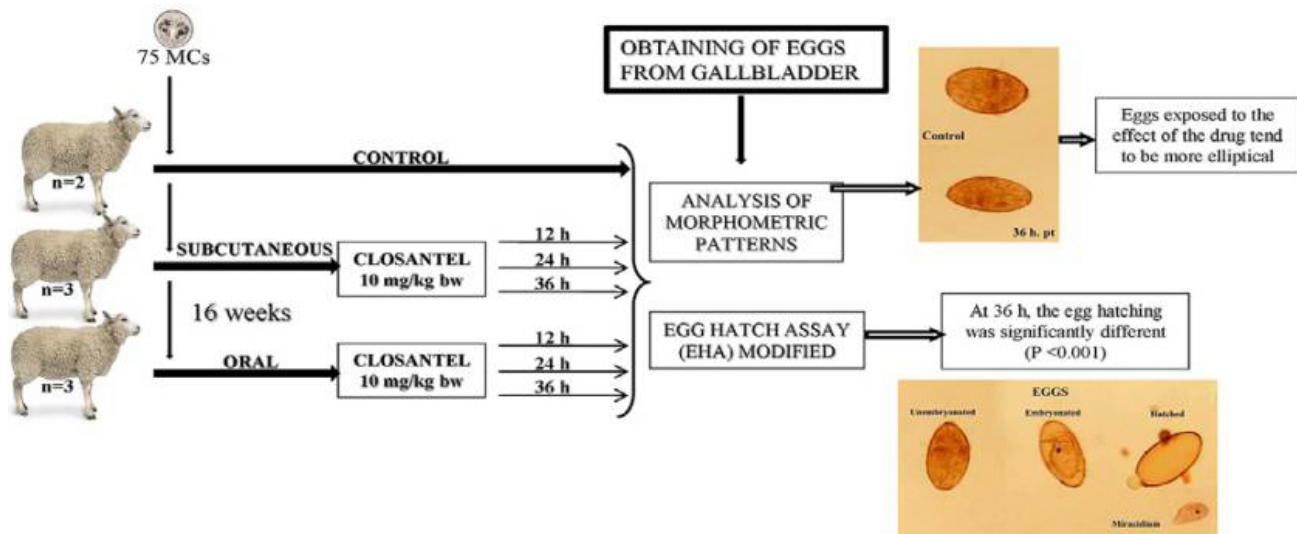 75 MCs
n=2
n=3
n=3
16 weeks
CONTROL
SUBCUTANEOUS
CLOSANTEL
10 mg/kg bw
12 h
24 h
36 h
ORAL
CLOSANTEL
10 mg/kg bw
12 h
24 h
36 h
OBTAINING OF EGGS
FROM GALLBLADDER
ANALYSIS OF
MORPHOMETRIC
PATTERNS
Control
36 h. pt
Eggs exposed to the
effect of the drug tend
to be more elliptical
EGG HATCH ASSAY
(EHA) MODIFIED
At 36 h, the egg hatching
was significantly different
(P <0.001)
EGGS
Unembryonated
Embryonated
Hatched
Miracidium